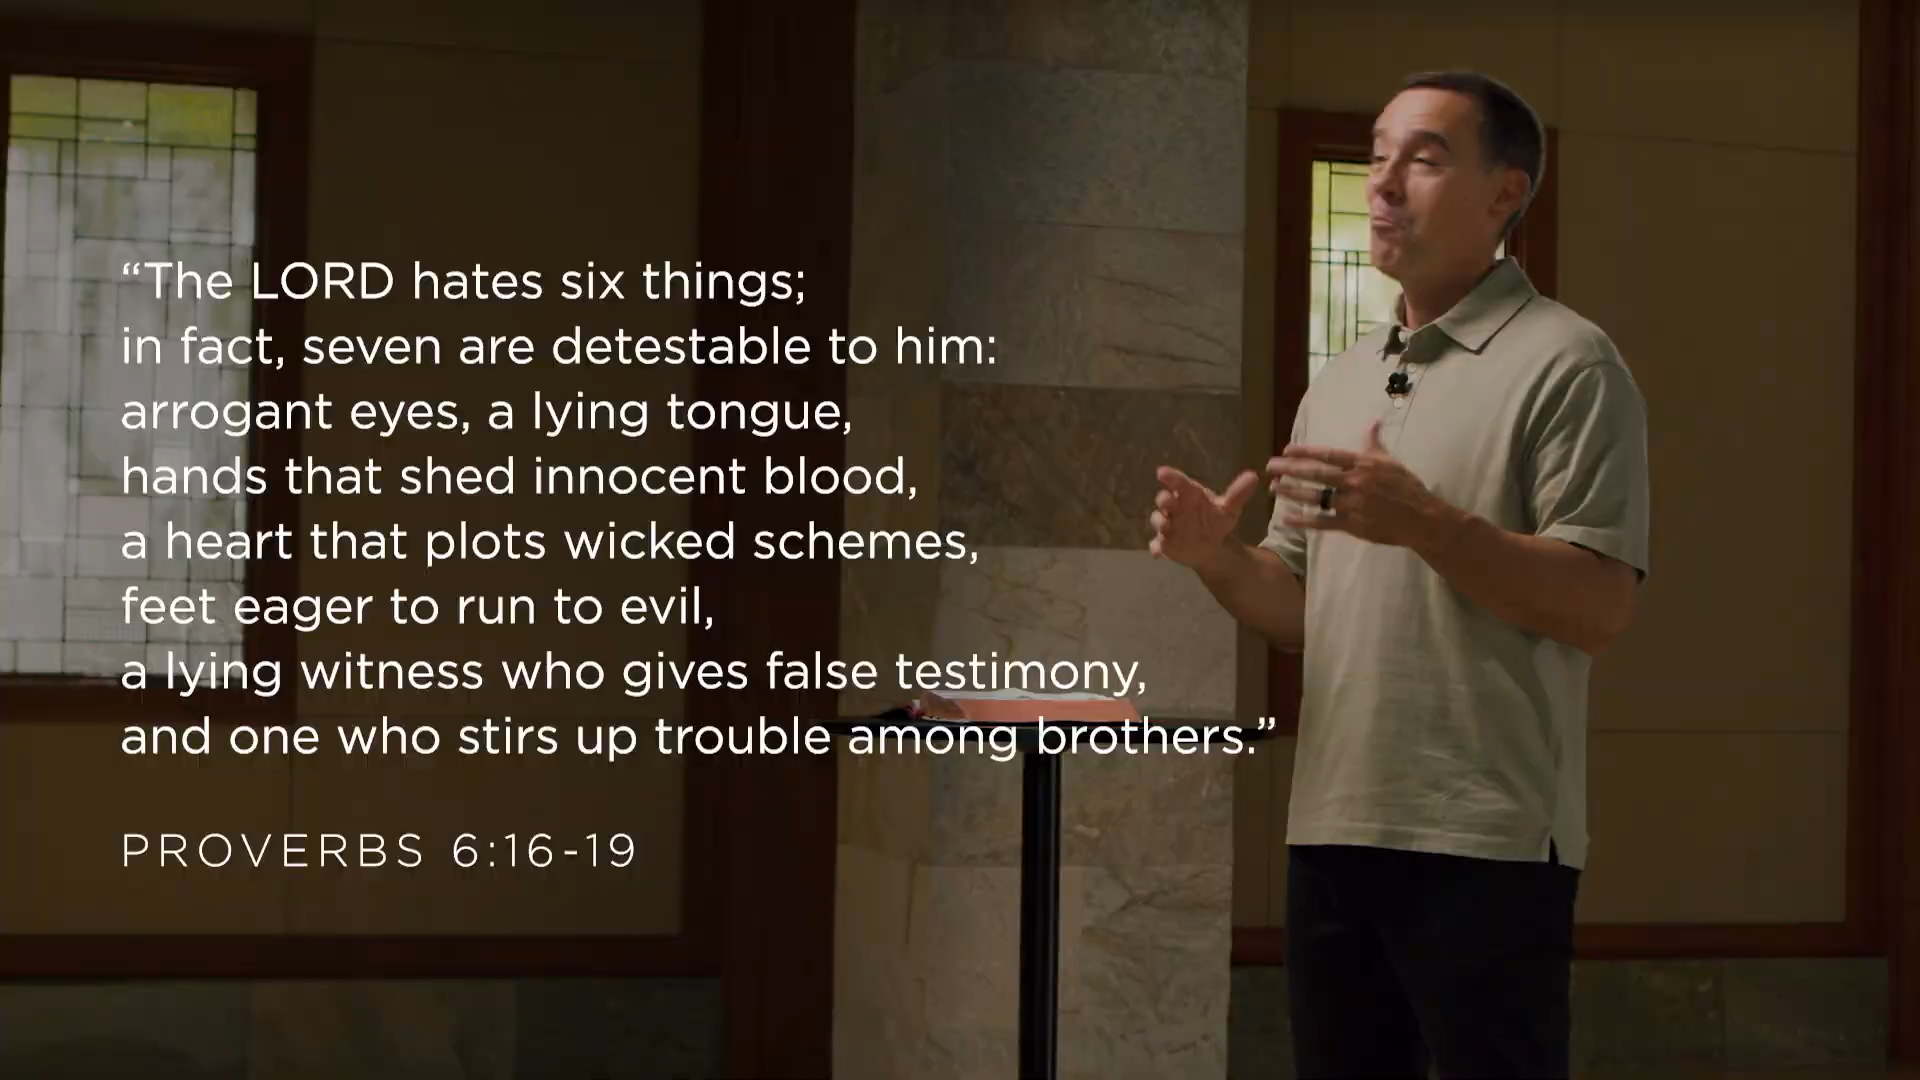 “The LORD hates six things;
in fact, seven are detestable to him:
arrogant eyes, a lying tongue,
hands that shed innocent blood,
a heart that plots wicked schemes,
feet eager to run to evil,
a lying witness who gives false testimony,
and one who stirs up trouble among brothers.”
PROVERBS 6:16-19